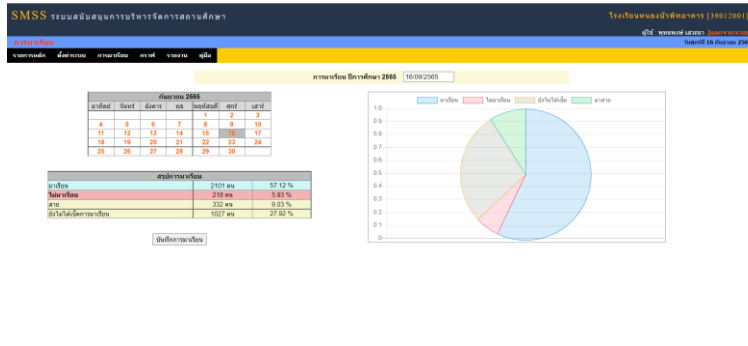 SMSS ระบบสนับสนุนการบริหารจัดการสถานศึกษา
โรงเรียนหนองบัวพิทยาคาร [39012001]
ผู้ใช้ : [ออกจากระบบ
การมาเรียน
วันศุกร์ที่ 16 กันยายน 256
รายการหลัก ตั้งค่าระบบ การมาเรียน กราฟ รายงาน คู่มือ
การมาเรียน ปีการศึกษา 2565 16/09/2565
กันยายน 2565
อาทิตย์ จันทร์ อังคาร พุธ พฤหัสบดี ศุกร์ เสาร์
1 2 3
4 5 6 7 8 9 10
11 12 13 14 15 16 17
18 19 20 21 22 23 24
25 26 27 28 29 30
สรุปการมาเรียน
มาเรียน 2101 คน 57.12 %
ไม่มาเรียน 218 คน 5.93 %
สาย 332 คน 9.03 %
ยังไม่ได้เช็คการมาเรียน 1027 คน 27.92 %
บันทึกการมาเรียน
มาเรียน ไม่มาเรียน ยังไม่ได้เช็ค มาสาย
1.0
0.9
0.8
0.7
0.6
0.5
0.4
0.3
0.2
0.1
0